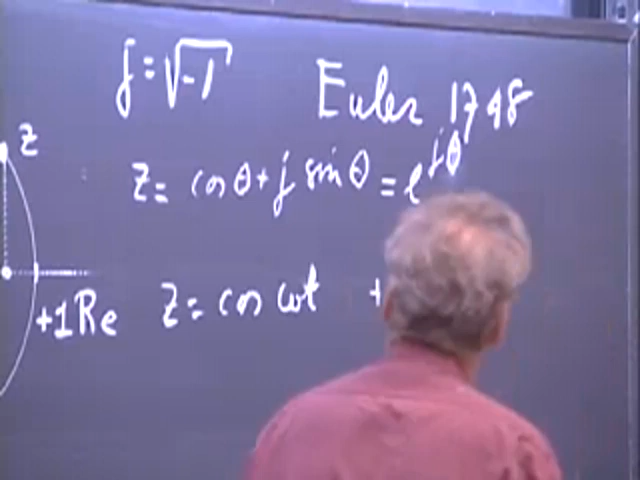 j=√-1 Euler 1748
z
z= cos θ + j sin θ = e^jθ
z= cos ωt +
+1 Re